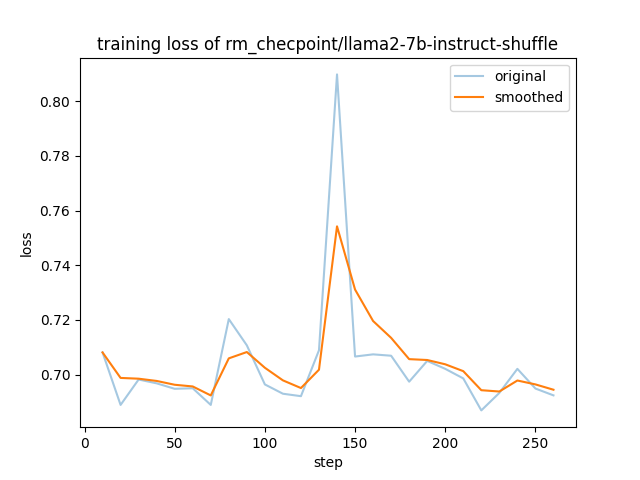 training loss of rm_checpoint/llama2-7b-instruct-shuffle
original
smoothed
0.80
0.78
0.76
0.74
0.72
0.70
loss
0
50
100
150
200
250
step